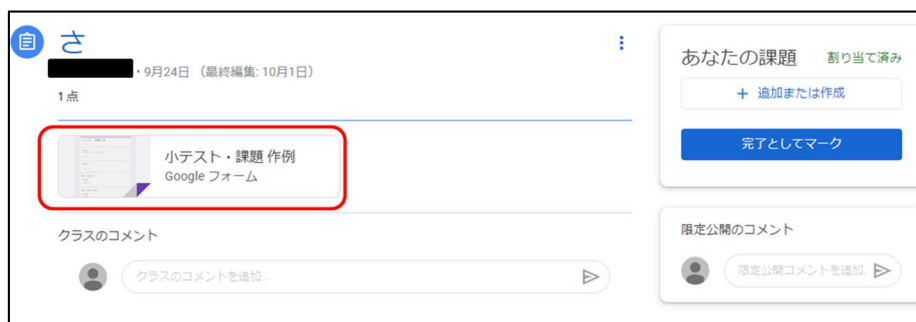 さ
・9月24日 (最終編集: 10月1日)
1点
小テスト・課題 作例
Google フォーム
クラスのコメント
クラスのコメントを追加...
あなたの課題 割り当て済み
+ 追加または作成
完了としてマーク
限定公開のコメント
限定公開コメントを追加